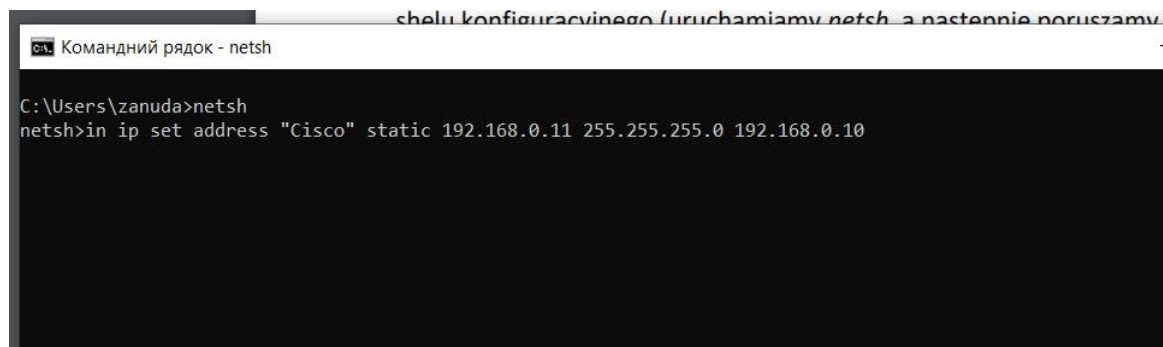 shelu konfiguracyjnego (uruchamiamy netsh, a następnie poruszamy
Командний рядок - netsh
C:\Users\zanuda>netsh
netsh>in ip set address "Cisco" static 192.168.0.11 255.255.255.0 192.168.0.10